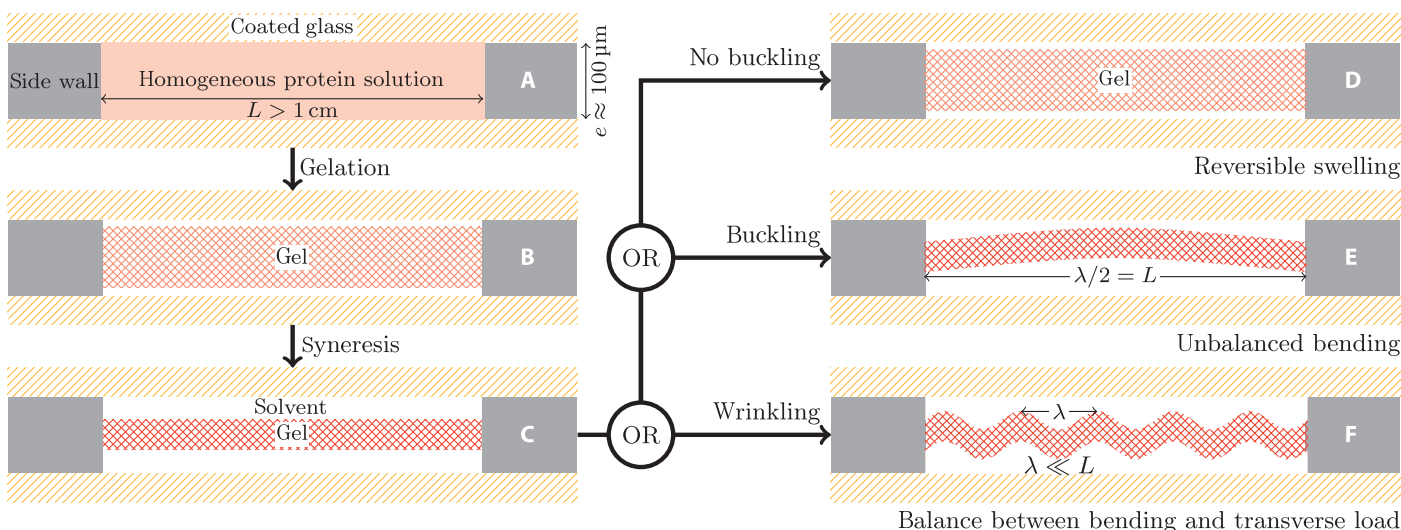 Coated glass
Side wall
Homogeneous protein solution
L > 1 cm
A
e ≈ 100 µm
Gelation
Gel
B
Syneresis
Solvent
Gel
C
OR
OR
No buckling
Gel
D
Reversible swelling
Buckling
λ/2 = L
E
Unbalanced bending
Wrinkling
λ
λ ≪ L
F
Balance between bending and transverse load